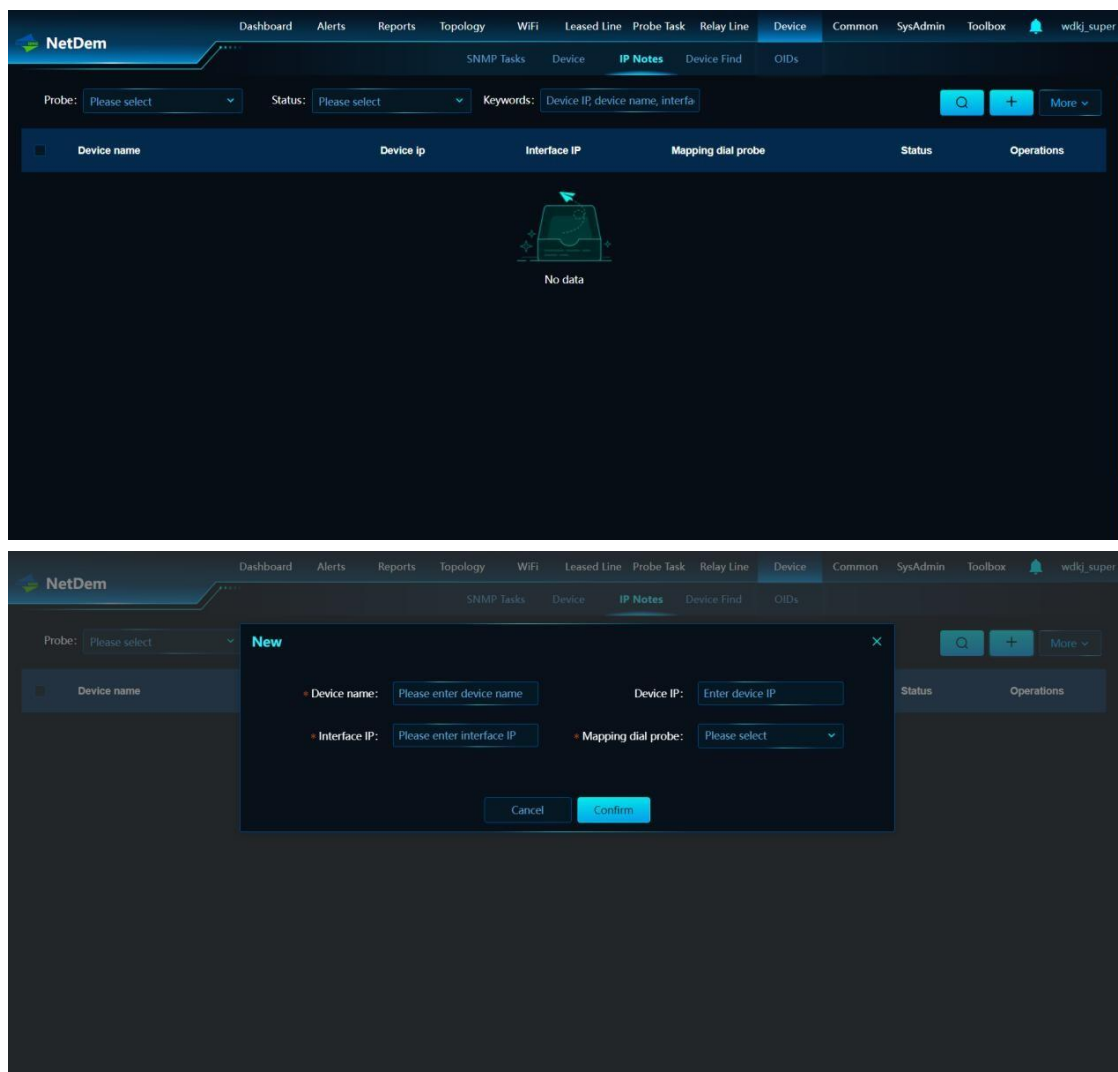 Dashboard Alerts Reports Topology WiFi Leased Line Probe Task Relay Line Device Common SysAdmin Toolbox wdkj_super
NetDem
SNMP Tasks Device IP Notes Device Find OIDs
Probe: Please select Status: Please select Keywords: Device IP, device name, interfa More
Device name Device ip Interface IP Mapping dial probe Status Operations
No data
Dashboard Alerts Reports Topology WiFi Leased Line Probe Task Relay Line Device Common SysAdmin Toolbox wdkj_super
NetDem
SNMP Tasks Device IP Notes Device Find OIDs
Probe: Please select New More
Device name Status Operations
* Device name: Please enter device name Device IP: Enter device IP
* Interface IP: Please enter interface IP * Mapping dial probe: Please select
Cancel Confirm